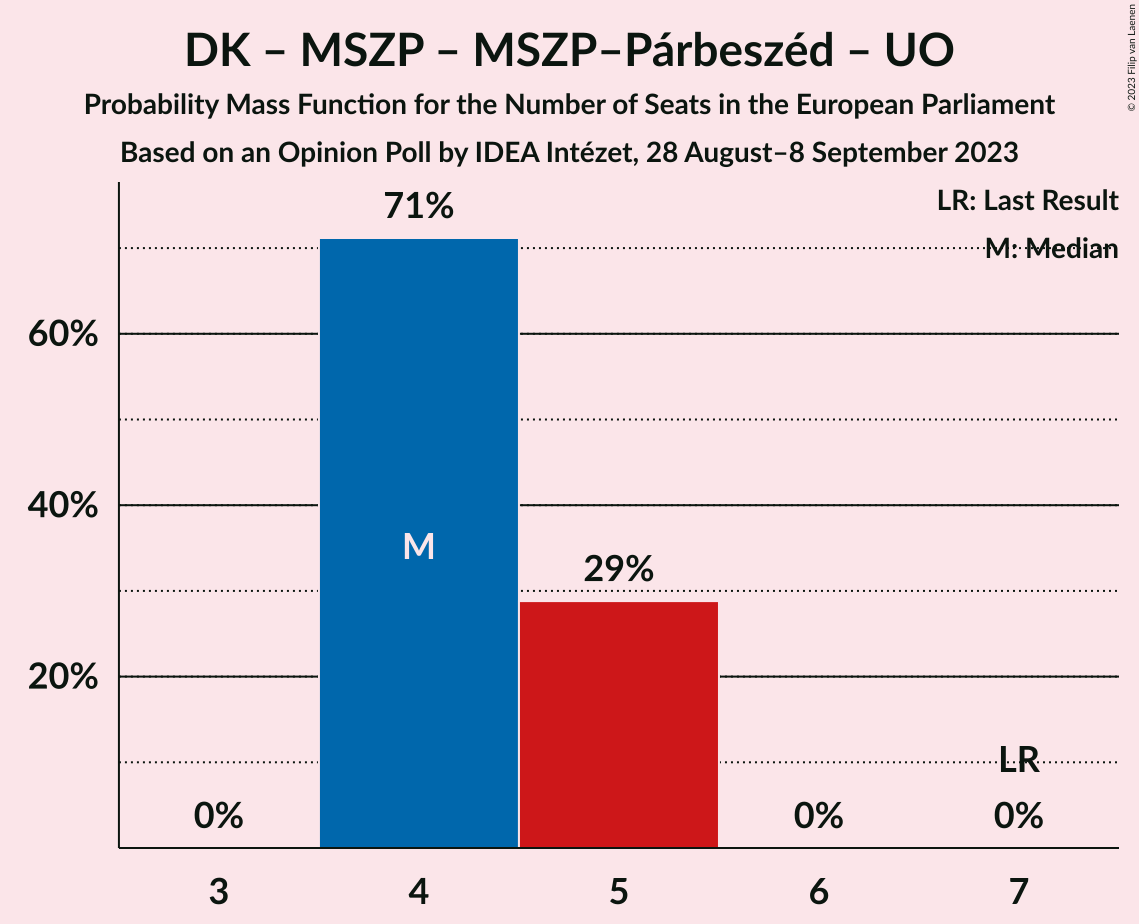 DK – MSZP – MSZP–Párbeszéd – UO
Probability Mass Function for the Number of Seats in the European Parliament
Based on an Opinion Poll by IDEA Intézet, 28 August–8 September 2023
© 2023 Filip van Laenen
LR: Last Result
M: Median
71%
60%
40%
M
29%
20%
LR
0%
0%
0%
3
4
5
6
7